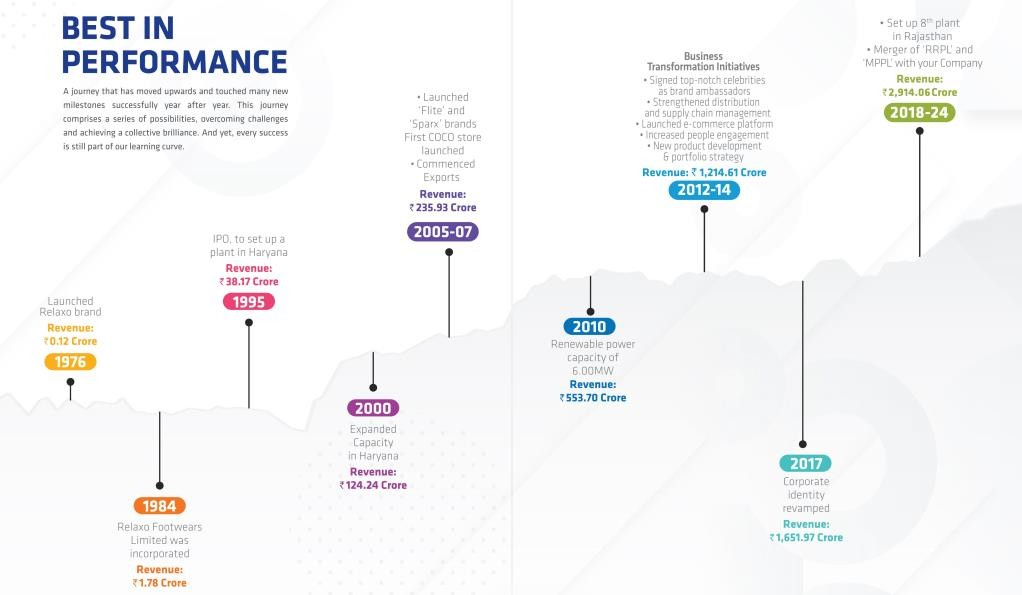 BEST IN
PERFORMANCE
A journey that has moved upwards and touched many new
milestones successfully year after year. This journey
comprises a series of possibilities, overcoming challenges
and achieving a collective brilliance. And yet, every success
is still part of our learning curve.
Launched
Relaxo brand
Revenue:
₹0.12 Crore
1976
1984
Relaxo Footwears
Limited was
incorporated
Revenue:
₹1.78 Crore
IPO, to set up a
plant in Haryana
Revenue:
₹38.17 Crore
1995
2000
Expanded
Capacity
in Haryana
Revenue:
₹124.24 Crore
• Launched
'Flite' and
'Sparx' brands
First COCO store
launched
• Commenced
Exports
Revenue:
₹235.93 Crore
2005-07
2010
Renewable power
capacity of
6.00MW
Revenue:
₹553.70 Crore
Business
Transformation Initiatives
• Signed top-notch celebrities
as brand ambassadors
• Strengthened distribution
and supply chain management
• Launched e-commerce platform
• Increased people engagement
• New product development
& portfolio strategy
Revenue: ₹ 1,214.61 Crore
2012-14
2017
Corporate
identity
revamped
Revenue:
₹1,651.97 Crore
• Set up 8th plant
in Rajasthan
• Merger of 'RRPL' and
'MPPL' with your Company
Revenue:
₹2,914.06 Crore
2018-24